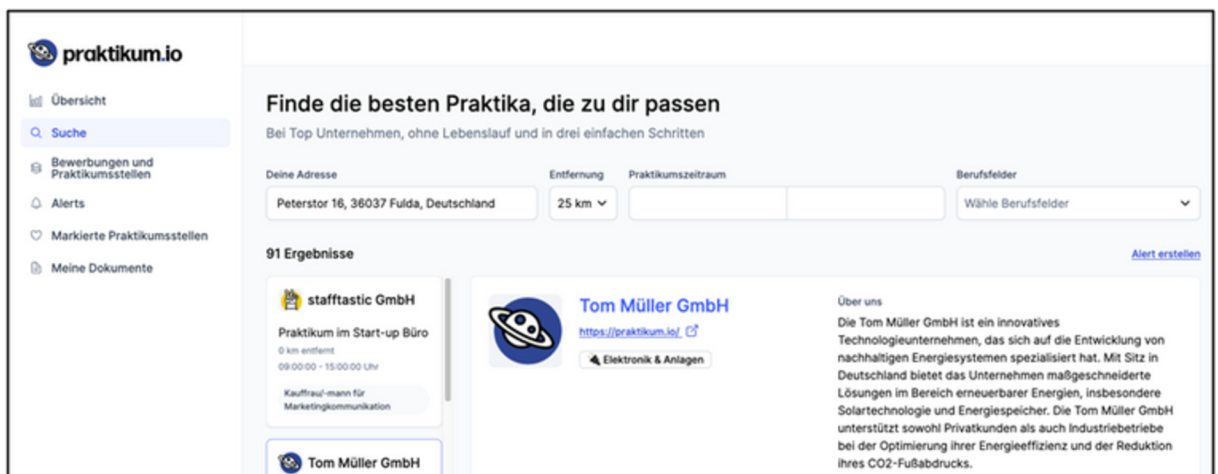 praktikum.io
Übersicht
Suche
Bewerbungen und
Praktikumsstellen
Alerts
Markierte Praktikumsstellen
Meine Dokumente
Finde die besten Praktika, die zu dir passen
Bei Top Unternehmen, ohne Lebenslauf und in drei einfachen Schritten
Deine Adresse
Entfernung
Praktikumszeitraum
Berufsfelder
Peterstor 16, 36037 Fulda, Deutschland
25 km
Wähle Berufsfelder
91 Ergebnisse
Alert erstellen
stafftastic GmbH
Praktikum im Start-up Büro
0 km entfernt
09:00:00 - 15:00:00 Uhr
Kauffrau/-mann für
Marketingkommunikation
Tom Müller GmbH
Tom Müller GmbH
https://praktikum.io/
Elektronik & Anlagen
Über uns
Die Tom Müller GmbH ist ein innovatives
Technologieunternehmen, das sich auf die Entwicklung von
nachhaltigen Energiesystemen spezialisiert hat. Mit Sitz in
Deutschland bietet das Unternehmen maßgeschneiderte
Lösungen im Bereich erneuerbarer Energien, insbesondere
Solartechnologie und Energiespeicher. Die Tom Müller GmbH
unterstützt sowohl Privatkunden als auch Industriebetriebe
bei der Optimierung ihrer Energieeffizienz und der Reduktion
ihres CO2-Fußabdrucks.